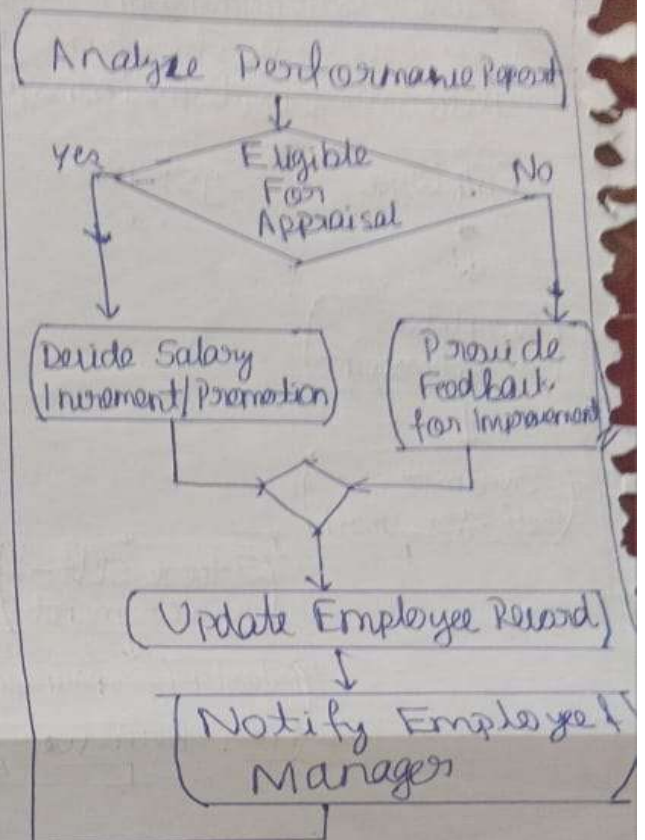 Analyze Performance Report
Yes
Eligible
For
Appraisal
No
Decide Salary
Increment/Promotion
Provide
Feedback
for Improvement
Update Employee Record
Notify Employee &
Manager